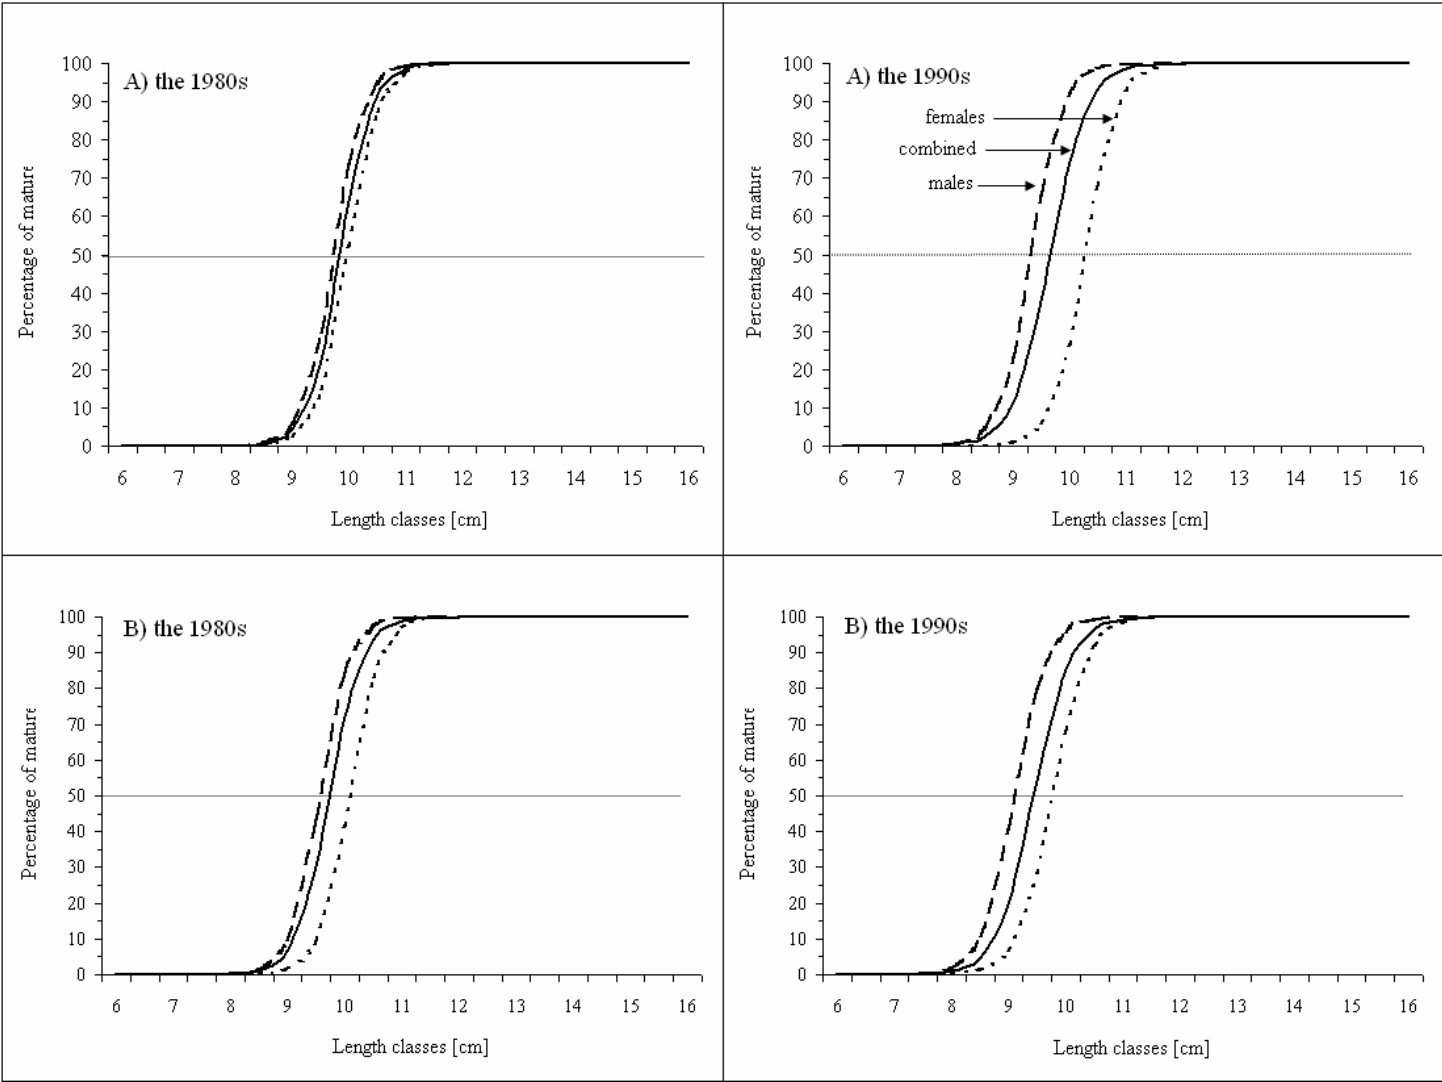 A) the 1980s
100
90
80
70
60
50
40
30
20
10
0
Percentage of mature
6 7 8 9 10 11 12 13 14 15 16
Length classes [cm]
A) the 1990s
females
combined
males
100
90
80
70
60
50
40
30
20
10
0
Percentage of mature
6 7 8 9 10 11 12 13 14 15 16
Length classes [cm]
B) the 1980s
100
90
80
70
60
50
40
30
20
10
0
Percentage of mature
6 7 8 9 10 11 12 13 14 15 16
Length classes [cm]
B) the 1990s
100
90
80
70
60
50
40
30
20
10
0
Percentage of mature
6 7 8 9 10 11 12 13 14 15 16
Length classes [cm]